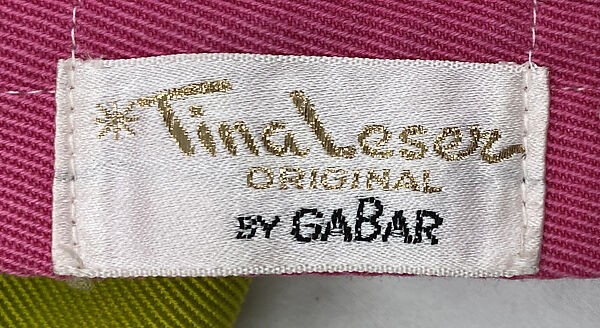 *Tina Leser
ORIGINAL
BY GABAR